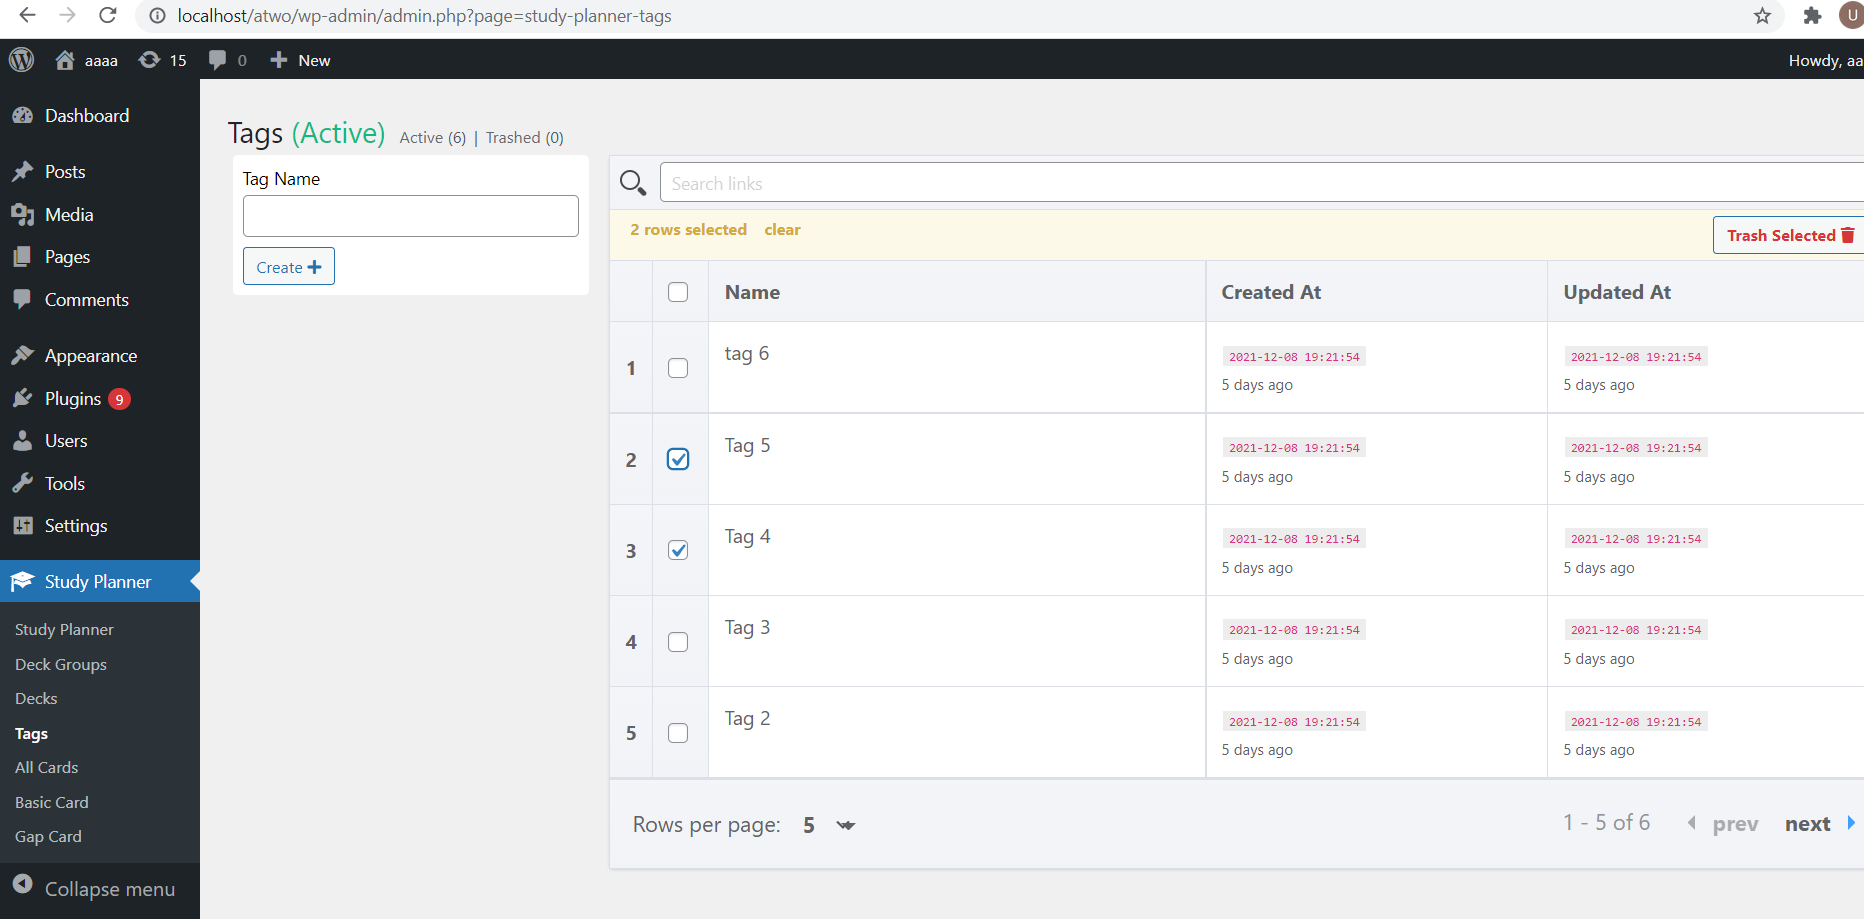 localhost/atwo/wp-admin/admin.php?page=study-planner-tags
U
aaaa 15 0 New
Howdy, aa
Dashboard
Posts
Media
Pages
Comments
Appearance
Plugins 9
Users
Tools
Settings
Study Planner
Study Planner
Deck Groups
Decks
Tags
All Cards
Basic Card
Gap Card
Collapse menu
Tags (Active) Active (6) | Trashed (0)
Tag Name
Create
Search links
2 rows selected clear
Trash Selected
Name Created At Updated At
1 tag 6 2021-12-08 19:21:54 2021-12-08 19:21:54
5 days ago 5 days ago
2 Tag 5 2021-12-08 19:21:54 2021-12-08 19:21:54
5 days ago 5 days ago
3 Tag 4 2021-12-08 19:21:54 2021-12-08 19:21:54
5 days ago 5 days ago
4 Tag 3 2021-12-08 19:21:54 2021-12-08 19:21:54
5 days ago 5 days ago
5 Tag 2 2021-12-08 19:21:54 2021-12-08 19:21:54
5 days ago 5 days ago
Rows per page: 5
1 - 5 of 6 prev next